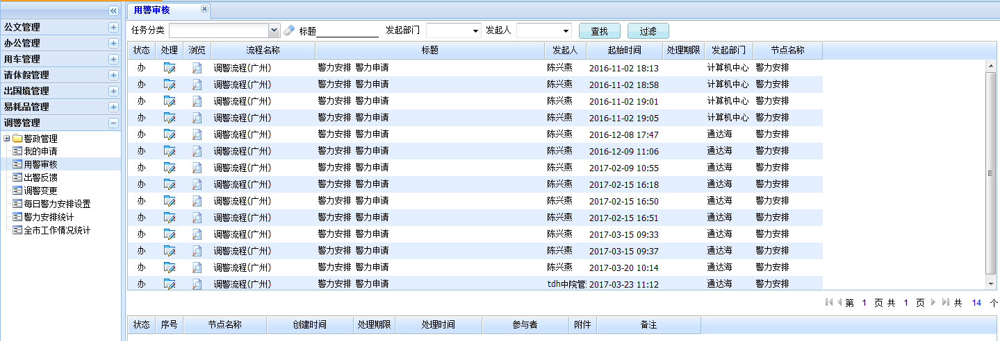 公文管理
办公管理
用车管理
请休假管理
出国境管理
易耗品管理
调警管理
警政管理
我的申请
用警审核
出警反馈
调警变更
每日警力安排设置
警力安排统计
全市工作情况统计
用警审核
任务分类 标题 发起部门 发起人 查找 过滤
状态 处理 浏览 流程名称 标题 发起人 起始时间 处理期限 发起部门 节点名称
办 调警流程(广州) 警力安排 警力申请 陈兴燕 2016-11-02 18:13 计算机中心 警力安排
办 调警流程(广州) 警力安排 警力申请 陈兴燕 2016-11-02 18:58 计算机中心 警力安排
办 调警流程(广州) 警力安排 警力申请 陈兴燕 2016-11-02 19:01 计算机中心 警力安排
办 调警流程(广州) 警力安排 警力申请 陈兴燕 2016-11-02 19:05 计算机中心 警力安排
办 调警流程(广州) 警力安排 警力申请 陈兴燕 2016-12-08 17:47 通达海 警力安排
办 调警流程(广州) 警力安排 警力申请 陈兴燕 2016-12-09 11:06 通达海 警力安排
办 调警流程(广州) 警力安排 警力申请 陈兴燕 2017-02-09 10:55 通达海 警力安排
办 调警流程(广州) 警力安排 警力申请 陈兴燕 2017-02-15 16:18 通达海 警力安排
办 调警流程(广州) 警力安排 警力申请 陈兴燕 2017-02-15 16:50 通达海 警力安排
办 调警流程(广州) 警力安排 警力申请 陈兴燕 2017-02-15 16:51 通达海 警力安排
办 调警流程(广州) 警力安排 警力申请 陈兴燕 2017-03-15 09:33 通达海 警力安排
办 调警流程(广州) 警力安排 警力申请 陈兴燕 2017-03-15 09:37 通达海 警力安排
办 调警流程(广州) 警力安排 警力申请 陈兴燕 2017-03-20 10:14 通达海 警力安排
办 调警流程(广州) 警力安排 警力申请 tdh中院管 2017-03-23 11:12 通达海 警力安排
第 1 页 共 1 页 共 14 个
状态 序号 节点名称 创建时间 处理期限 处理时间 参与者 附件 备注